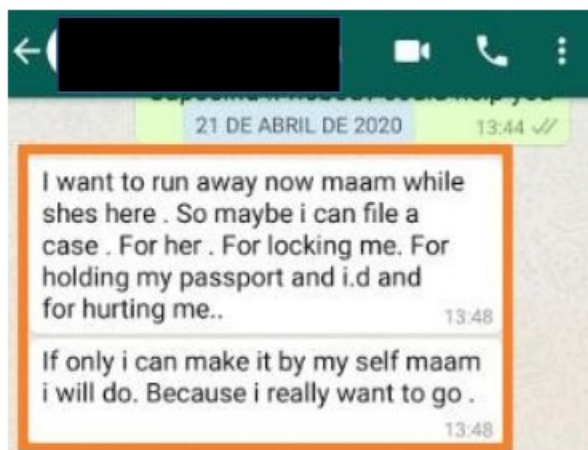 21 DE ABRIL DE 2020
13:44
I want to run away now maam while
shes here . So maybe i can file a
case . For her . For locking me. For
holding my passport and i.d and
for hurting me..
13:48
If only i can make it by my self maam
i will do. Because i really want to go .
13:48